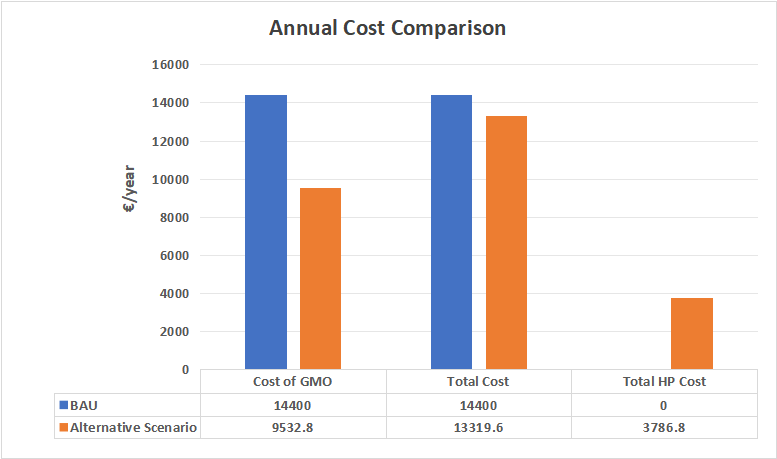 Annual Cost Comparison
€/year
16000
14000
12000
10000
8000
6000
4000
2000
0
Cost of GMO Total Cost Total HP Cost
BAU 14400 14400 0
Alternative Scenario 9532.8 13319.6 3786.8